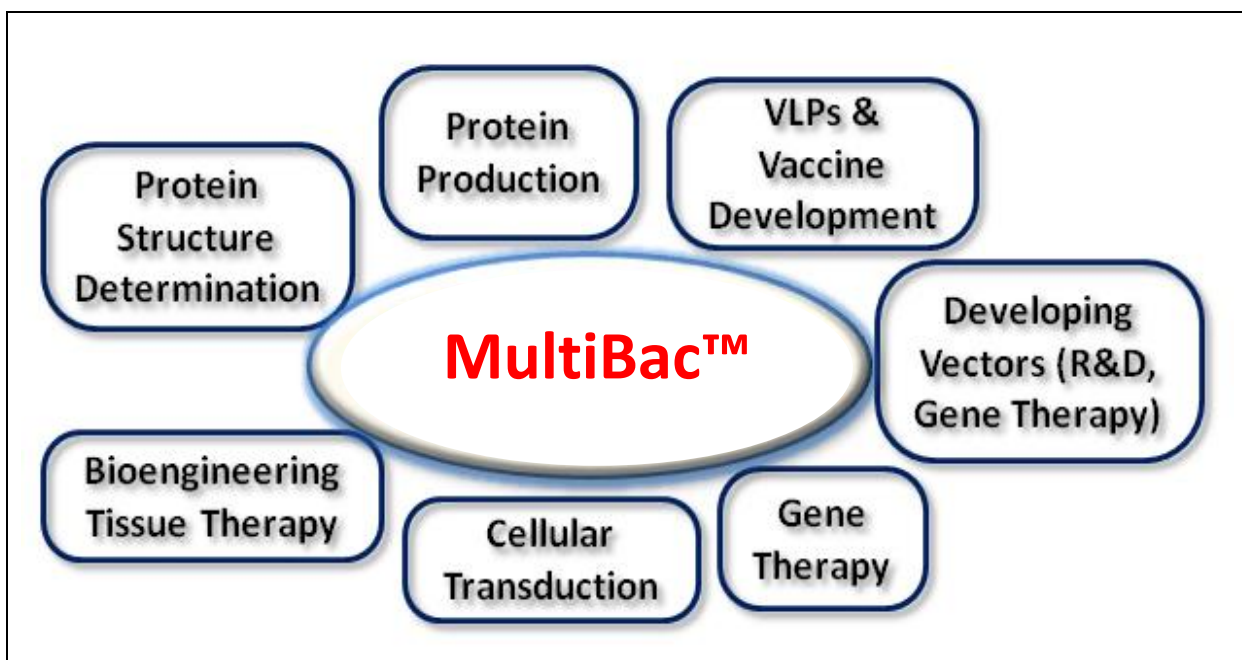 Protein
Production
VLPs &
Vaccine
Development
Protein
Structure
Determination
MultiBac™
Developing
Vectors (R&D,
Gene Therapy)
Bioengineering
Tissue Therapy
Cellular
Transduction
Gene
Therapy